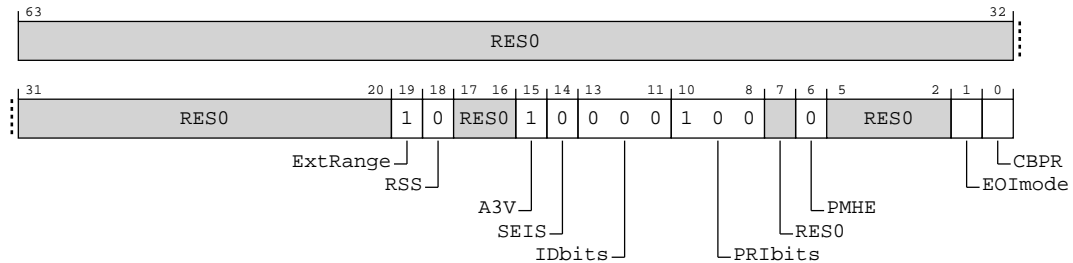 63 32
RES0
31 20 19 18 17 16 15 14 13 11 10 8 7 6 5 2 1 0
RES0 1 0 RES0 1 0 0 0 0 1 0 0 0 RES0
ExtRange CBPR
RSS EOImode
A3V PMHE
SEIS RES0
IDbits PRIbits